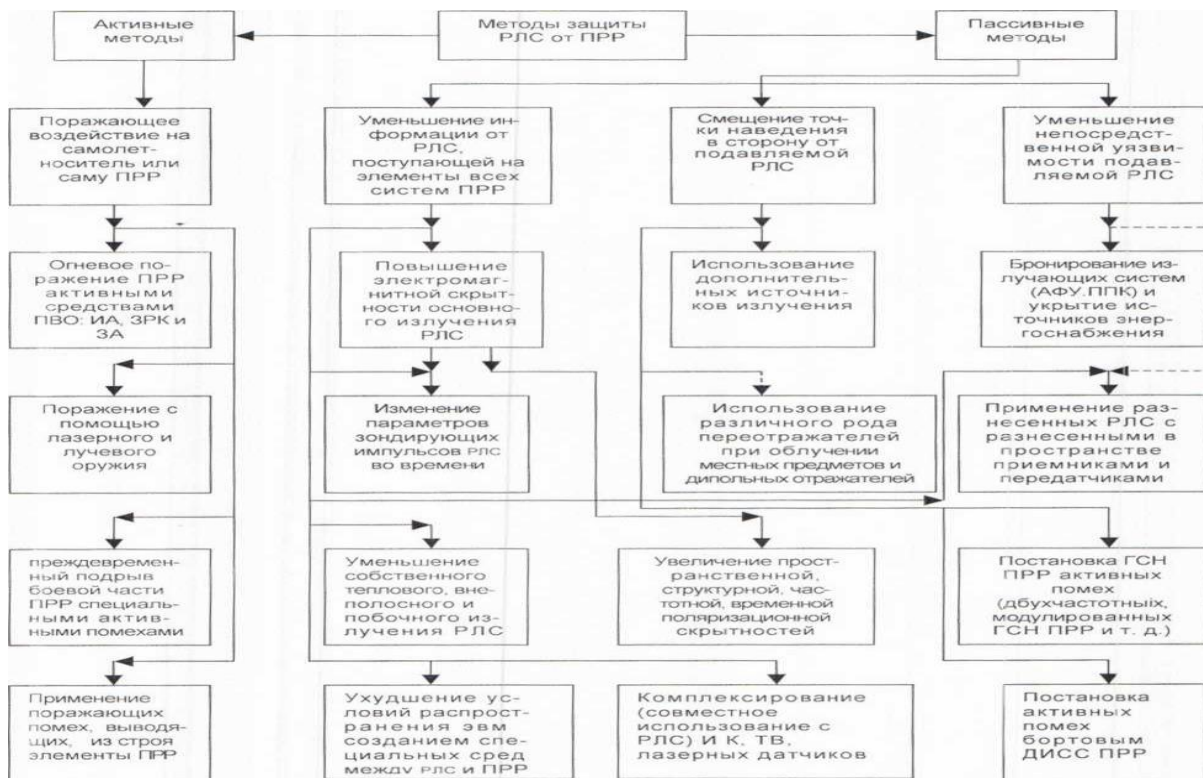 Активные
методы
Методы защиты
РЛС от ПРР
Пассивные
методы
Поражающее
воздействие на
самолет-
носитель или
саму ПРР
Уменьшение ин-
формации от
РЛС,
поступающей на
элементы всех
систем ПРР
Смещение точ-
ки наведения
в сторону от
подавляемой
РЛС
Уменьшение
непосредст-
венной уязви-
мости подав-
ляемой РЛС
Огневое по-
ражение ПРР
активными
средствами
ПВО: ИА, ЗРК и
ЗА
Повышение
электромаг-
нитной скрыт-
ности основно-
го излучения
РЛС
Использование
дополнитель-
ных источни-
ков излучения
Бронирование из-
лучающих систем
(АФУ.ППК) и
укрытие ис-
точников энер-
госнабжения
Поражение с
помощью
лазерного и
лучевого
оружия
Изменение
параметров
зондирующих
импульсов РЛС
во времени
Использование
различного рода
переотражателей
при облучении
местных предметов и
дипольных отражателей
Применение раз-
несенных РЛС с
разнесенными в
пространстве
приемниками и
передатчиками
преждевремен-
ный подрыв
боевой части
ПРР специаль-
ными актив-
ными помехами
Уменьшение
собственного
теплового, вне-
полосного и
побочного из-
лучения РЛС
Увеличение прост-
ранственной,
структурной, час-
тотной, временной
поляризационной
скрытностей
Постановка ГСН
ПРР активных
помех
(дбухчастотныіх,
модулированных
ГСН ПРР и т. д.)
Применение
поражающих
помех, выводя-
щих, из строя
элементы ПРР
Ухудшение ус-
ловий распрост-
ранения эвм
созданием спе-
циальных сред
между РЛС и ПРР
Комплексирование
(совместное
использование с
РЛС) И К, ТВ,
лазерных датчиков
Постановка
активных
помех
бортовым
ДИСС ПРР